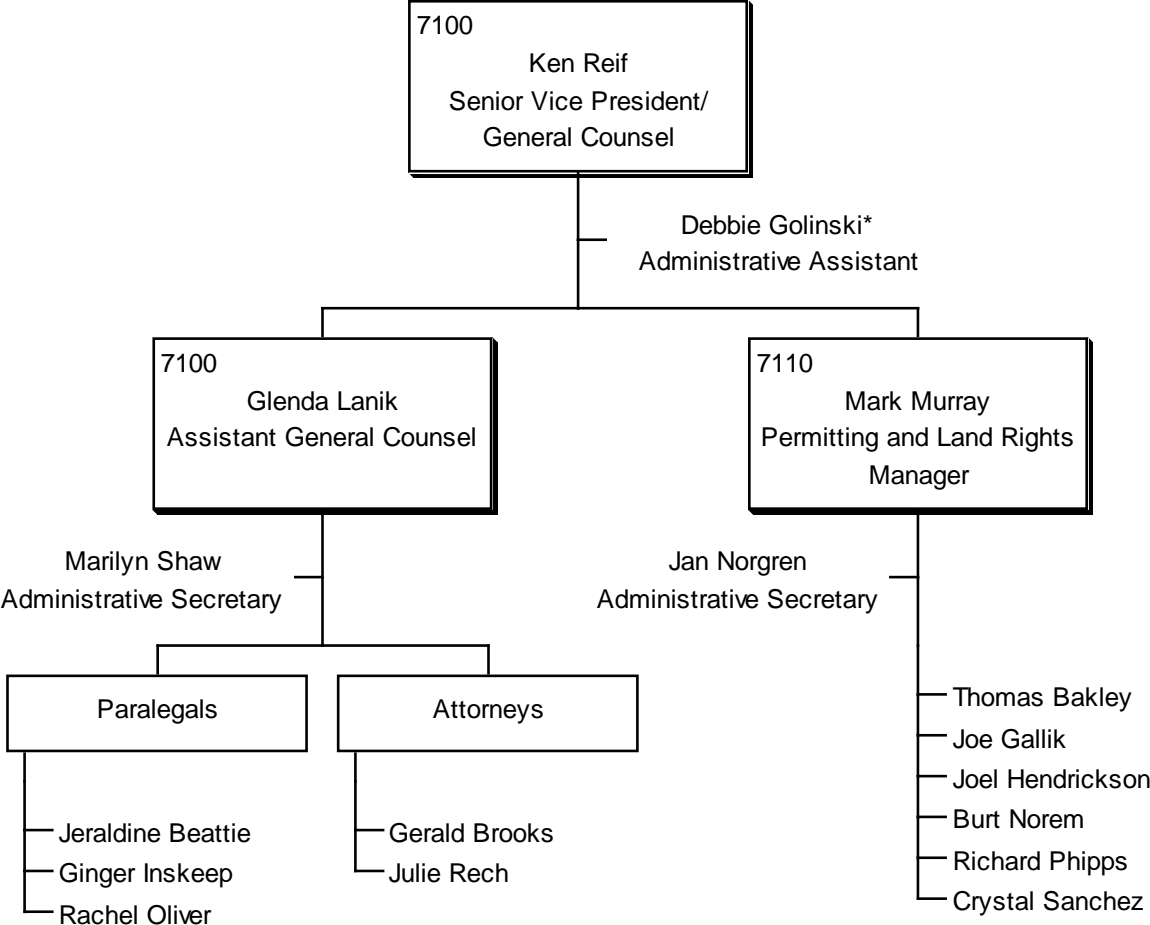 7100
Ken Reif
Senior Vice President/
General Counsel
Debbie Golinski*
Administrative Assistant
7100
Glenda Lanik
Assistant General Counsel
7110
Mark Murray
Permitting and Land Rights
Manager
Marilyn Shaw
Administrative Secretary
Jan Norgren
Administrative Secretary
Paralegals
Attorneys
Jeraldine Beattie
Ginger Inskeep
Rachel Oliver
Gerald Brooks
Julie Rech
Thomas Bakley
Joe Gallik
Joel Hendrickson
Burt Norem
Richard Phipps
Crystal Sanchez